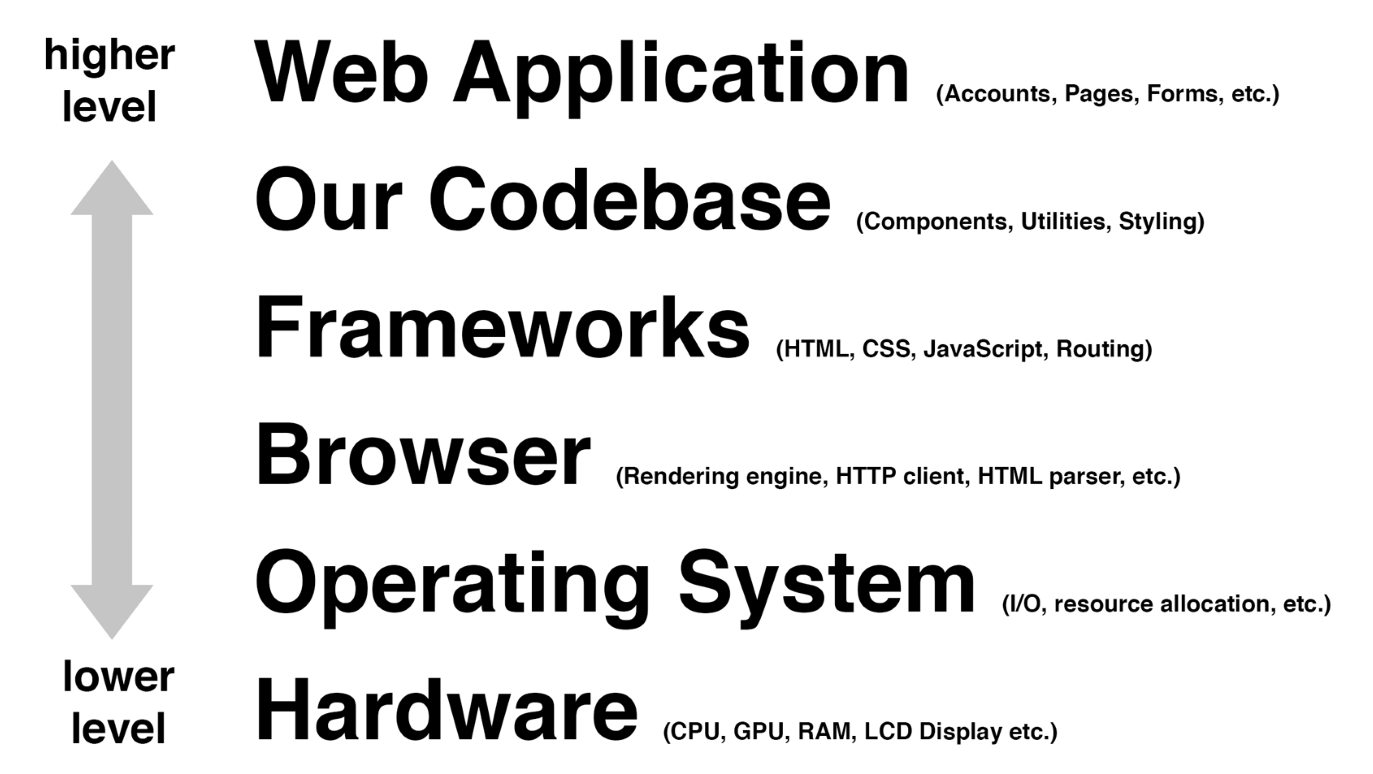 higher
level
Web Application (Accounts, Pages, Forms, etc.)
Our Codebase (Components, Utilities, Styling)
Frameworks (HTML, CSS, JavaScript, Routing)
Browser (Rendering engine, HTTP client, HTML parser, etc.)
Operating System (I/O, resource allocation, etc.)
lower
level
Hardware (CPU, GPU, RAM, LCD Display etc.)